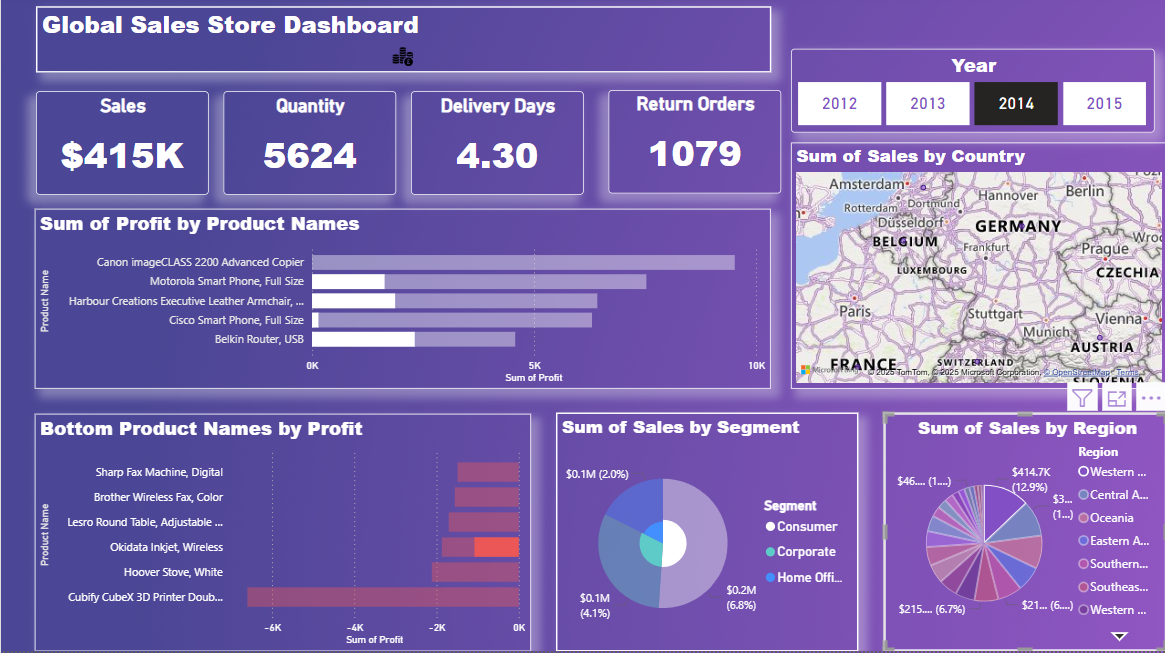 Global Sales Store Dashboard
Sales
$415K
Quantity
5624
Delivery Days
4.30
Return Orders
1079
Year
2012
2013
2014
2015
Sum of Profit by Product Names
Product Name
Canon imageCLASS 2200 Advanced Copier
Motorola Smart Phone, Full Size
Harbour Creations Executive Leather Armchair, ...
Cisco Smart Phone, Full Size
Belkin Router, USB
0K
5K
10K
Sum of Profit
Sum of Sales by Country
Amsterdam
Hannover
Berlin
Rotterdam
Dortmund
Düsseldorf
GERMANY
BELGIUM
Frankfurt
Prague
LUXEMBOURG
CZECHIA
Paris
Stuttgart
Vienna
Munich
AUSTRIA
FRANCE
SWITZERLAND
© 2025 TomTom, © 2025 Microsoft Corporation, © OpenStreetMap Terms
SLOVENIA
Bottom Product Names by Profit
Product Name
Sharp Fax Machine, Digital
Brother Wireless Fax, Color
Lesro Round Table, Adjustable ...
Okidata Inkjet, Wireless
Hoover Stove, White
Cubify CubeX 3D Printer Doub...
-6K
-4K
-2K
0K
Sum of Profit
Sum of Sales by Segment
$0.1M (2.0%)
$0.1M
(4.1%)
$0.2M
(6.8%)
Segment
Consumer
Corporate
Home Offi...
Sum of Sales by Region
$46.... (1....)
$414.7K
(12.9%)
$3...
(1...)
$215.... (6.7%)
$21... (6....)
Region
Western ...
Central A...
Oceania
Eastern A...
Southern...
Southeas...
Western ...